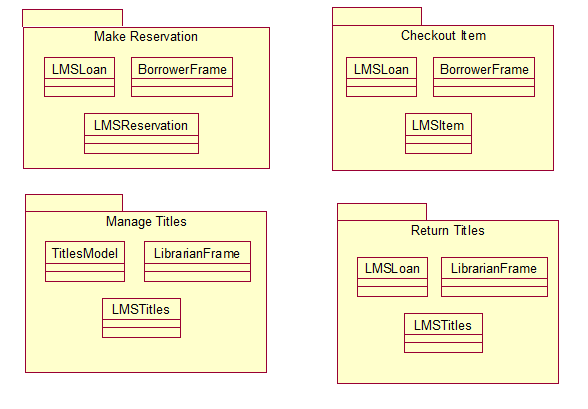 Make Reservation
LMSLoan
BorrowerFrame
LMSReservation
Checkout Item
LMSLoan
BorrowerFrame
LMSItem
Manage Titles
TitlesModel
LibrarianFrame
LMSTitles
Return Titles
LMSLoan
LibrarianFrame
LMSTitles